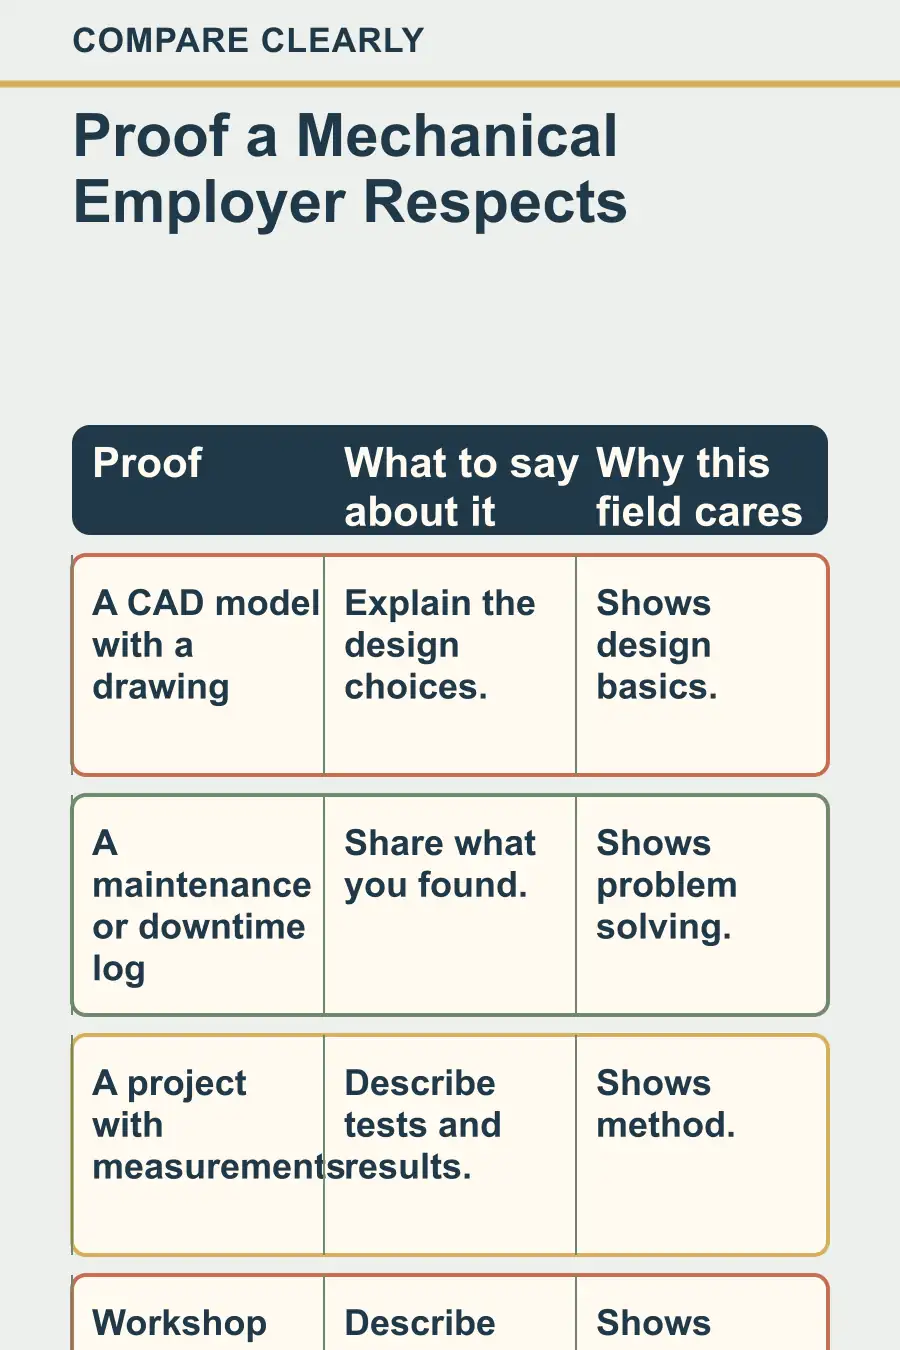 COMPARE CLEARLY
Proof a Mechanical
Employer Respects
Proof
What to say
about it
Why this
field cares
A CAD model
with a
drawing
Explain the
design
choices.
Shows
design
basics.
A
maintenance
or downtime
log
Share what
you found.
Shows
problem
solving.
A project
with
measurements
Describe
tests and
results.
Shows
method.
Workshop
Describe
Shows